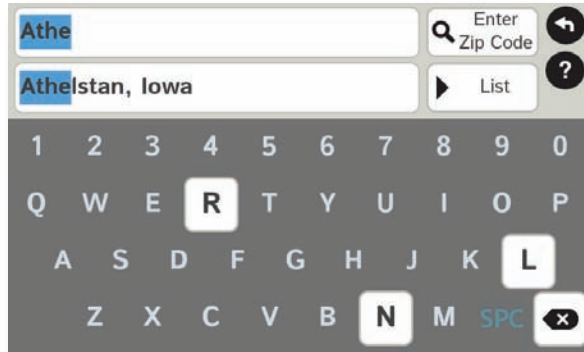 Athe
Enter
Zip Code
Athelstan, Iowa
?
List
1 2 3 4 5 6 7 8 9 0
Q W E R T Y U I O P
A S D F G H J K L
Z X C V B N M SPC